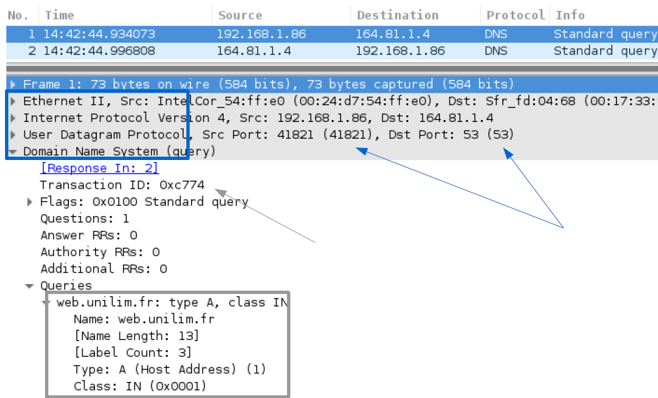 No. Time Source Destination Protocol Info
1 14:42:44.934073 192.168.1.86 164.81.1.4 DNS Standard query
2 14:42:44.996808 164.81.1.4 192.168.1.86 DNS Standard query
Frame 1: 73 bytes on wire (584 bits), 73 bytes captured (584 bits)
Ethernet II, Src: IntelCor_54:ff:e0 (00:24:d7:54:ff:e0), Dst: Sfr_fd:04:68 (00:17:33:
Internet Protocol Version 4, Src: 192.168.1.86, Dst: 164.81.1.4
User Datagram Protocol, Src Port: 41821 (41821), Dst Port: 53 (53)
Domain Name System (query)
[Response In: 2]
Transaction ID: 0xc774
Flags: 0x0100 Standard query
Questions: 1
Answer RRs: 0
Authority RRs: 0
Additional RRs: 0
Queries
web.unilim.fr: type A, class IN
Name: web.unilim.fr
[Name Length: 13]
[Label Count: 3]
Type: A (Host Address) (1)
Class: IN (0x0001)